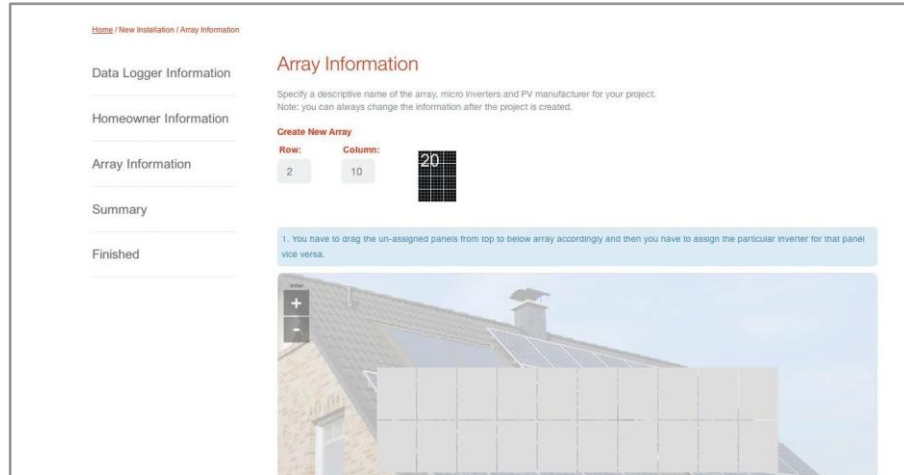 Home / New Installation / Array Information
Data Logger Information
Homeowner Information
Array Information
Summary
Finished
Array Information
Specify a descriptive name of the array, micro inverters and PV manufacturer for your project.
Note: you can always change the information after the project is created.
Create New Array
Row:
Column:
2
10
20
1. You have to drag the un-assigned panels from top to below array accordingly and then you have to assign the particular inverter for that panel
vice versa.
+
-